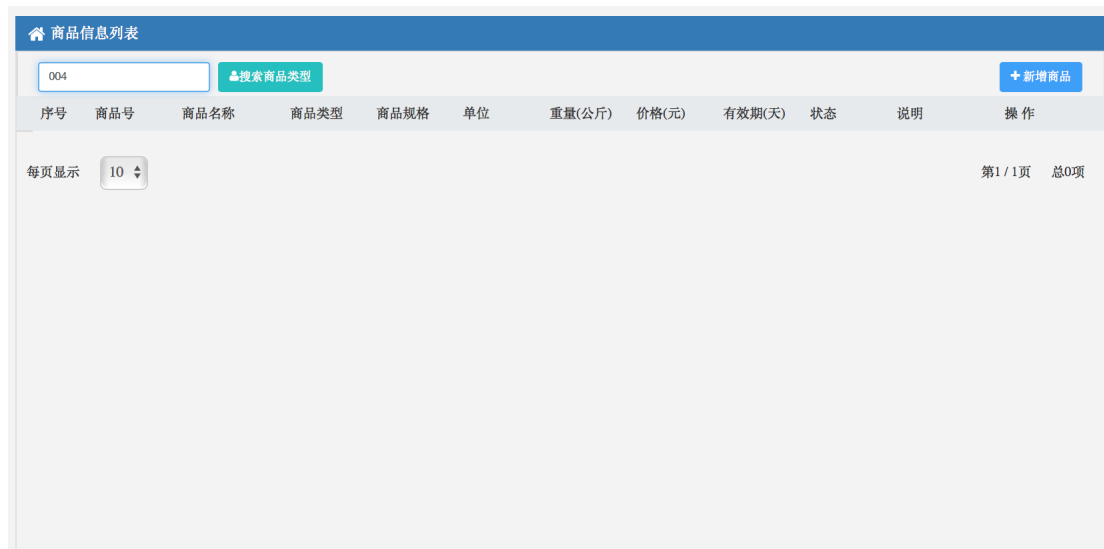 商品信息列表
004 搜索商品类型 新增商品
序号 商品号 商品名称 商品类型 商品规格 单位 重量(公斤) 价格(元) 有效期(天) 状态 说明 操 作
每页显示 10 第1 / 1页 总0项